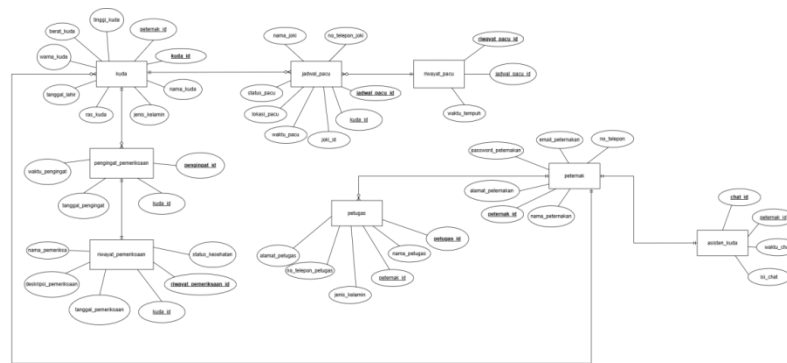 tinggi_kuda
berat_kuda
peternak_id
warna_kuda
kuda_id
kuda
tanggal_lahir
nama_kuda
ras_kuda
jenis_kelamin
nama_joki
no_telepon_joki
jadwal_pacu
status_pacu
jadwal_pacu_id
lokasi_pacu
kuda_id
waktu_pacu
joki_id
riwayat_pacu_id
riwayat_pacu
jadwal_pacu_id
waktu_tempuh
pengingat_pemeriksaan
waktu_pengingat
pengingat_id
tanggal_pengingat
kuda_id
riwayat_pemeriksaan
nama_pemeriksa
status_kesehatan
deskripsi_pemeriksaan
riwayat_pemeriksaan_id
tanggal_pemeriksaan
kuda_id
email_peternakan
password_peternakan
no_telepon
peternak
alamat_peternakan
peternak_id
nama_peternakan
petugas
petugas_id
alamat_petugas
nama_petugas
no_telepon_petugas
peternak_id
jenis_kelamin
chat_id
peternak_id
asisten_kuda
waktu_chat
isi_chat